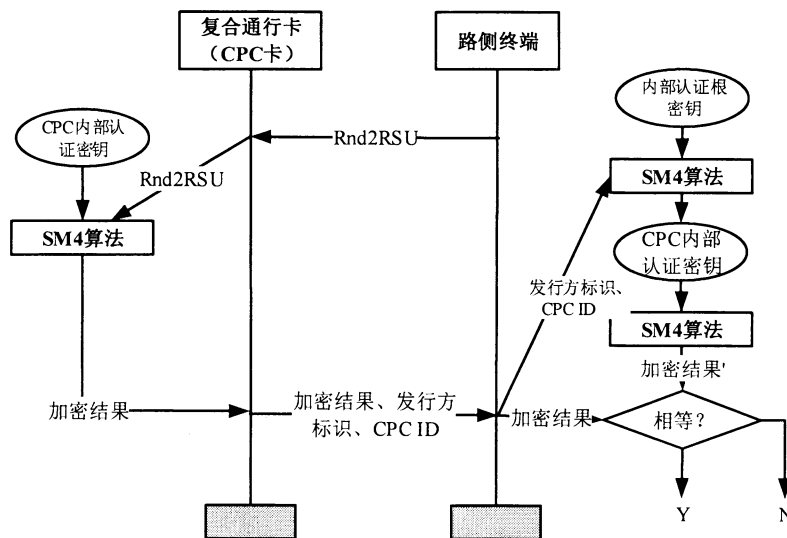 复合通行卡
（CPC卡）
路侧终端
内部认证根
密钥
CPC内部认
证密钥
Rnd2RSU
Rnd2RSU
SM4算法
SM4算法
CPC内部
认证密钥
发行方标识、
CPC ID
SM4算法
加密结果'
加密结果
加密结果、发行方
标识、CPC ID
加密结果
相等?
Y
N